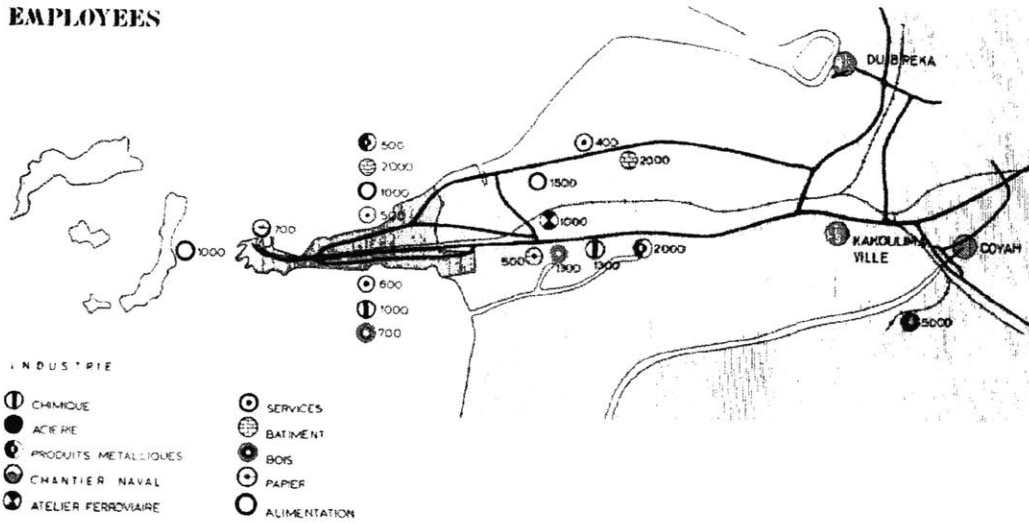 EMPLOYEES
DUBREKA
500
400
2000
2000
1000
1500
500
700
1000
1000
500
1300
1300
2000
KAKOULIMA
VILLE
COYAH
600
1000
700
5000
INDUSTRIE
CHIMIQUE
ACIERIE
PRODUITS METALLIQUES
CHANTIER NAVAL
ATELIER FERROVIAIRE
SERVICES
BATIMENT
BOIS
PAPIER
ALIMENTATION